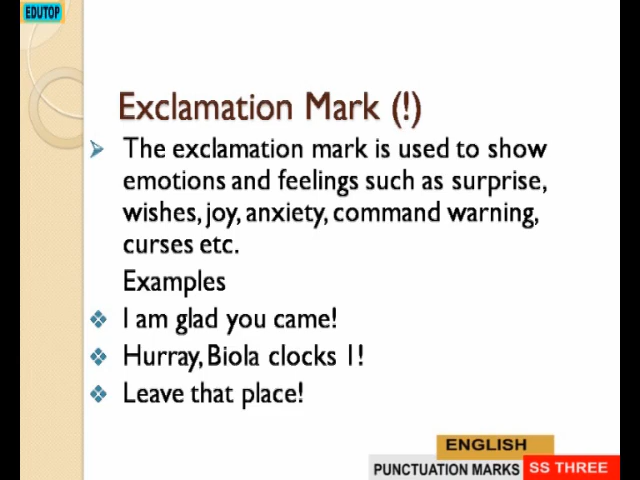 EDUTOP
Exclamation Mark (!)
The exclamation mark is used to show
emotions and feelings such as surprise,
wishes, joy, anxiety, command warning,
curses etc.
Examples
I am glad you came!
Hurray, Biola clocks 1!
Leave that place!
ENGLISH
PUNCTUATION MARKS SS THREE